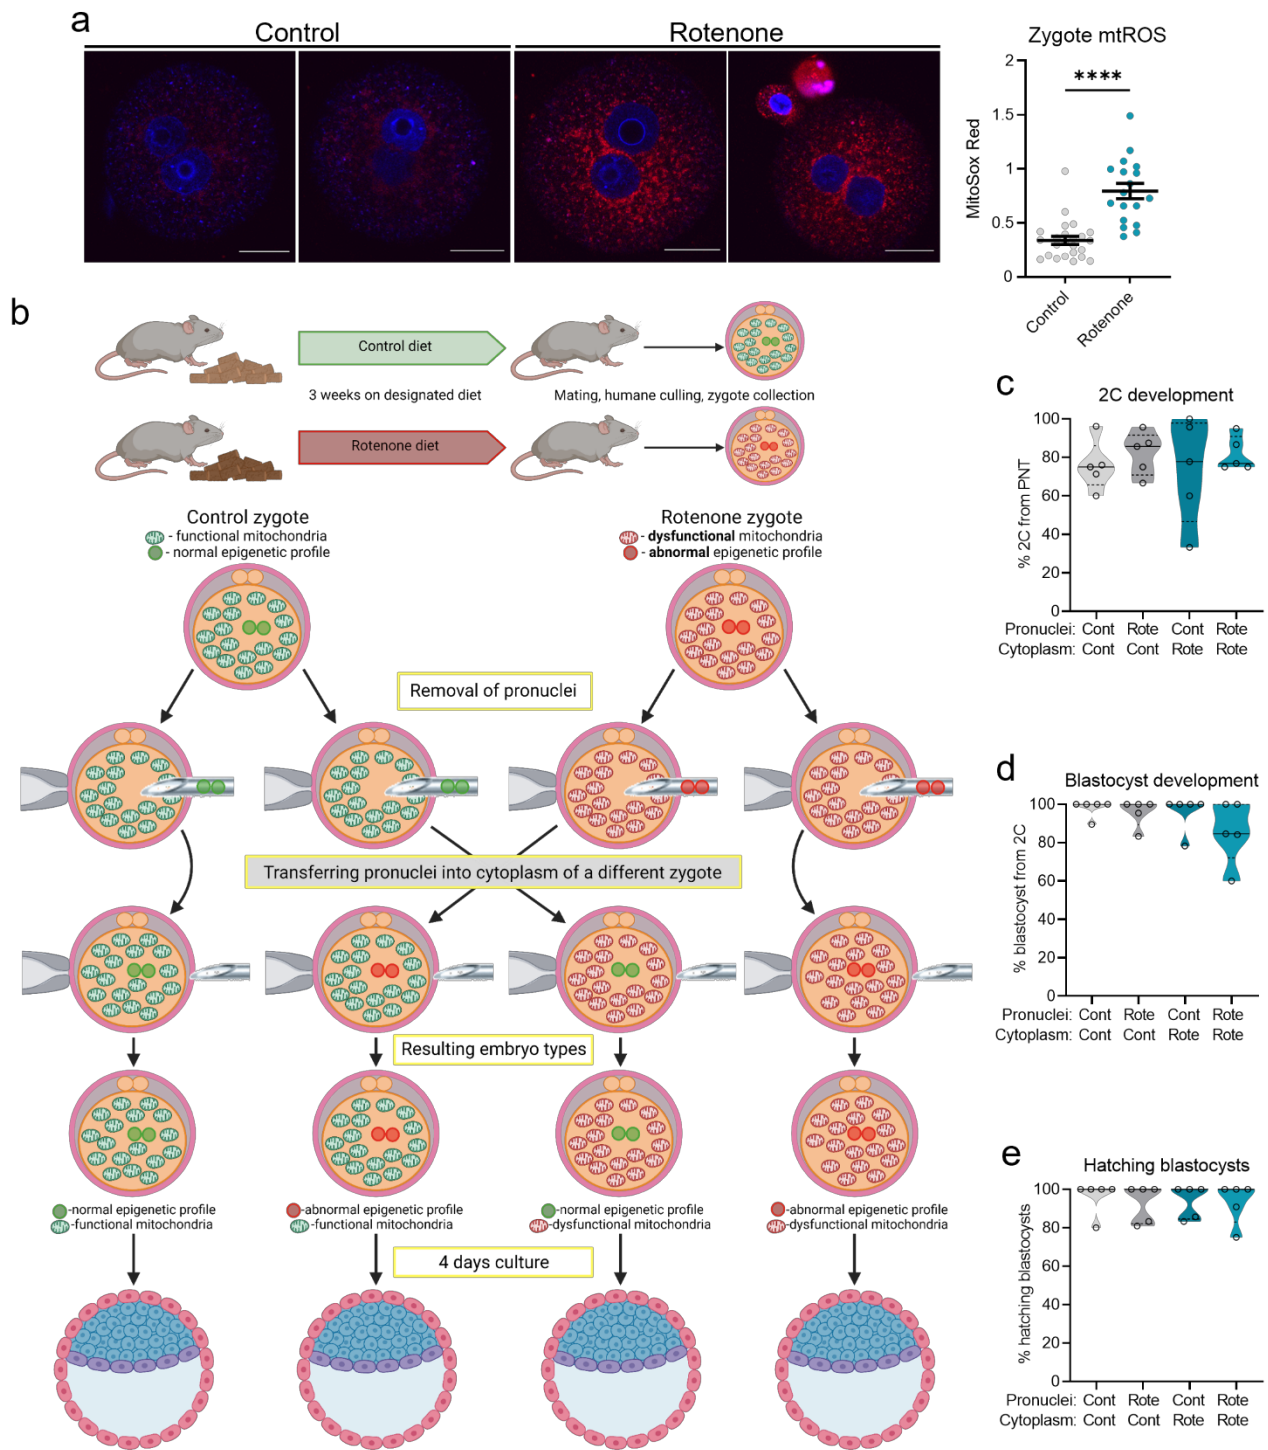 a
Control
Rotenone
Zygote mtROS
2
1.5
1
0.5
0
MitoSox Red
****
Control
Rotenone
b
Control diet
3 weeks on designated diet
Mating, humane culling, zygote collection
Rotenone diet
Control zygote
- functional mitochondria
- normal epigenetic profile
Rotenone zygote
- dysfunctional mitochondria
- abnormal epigenetic profile
Removal of pronuclei
Transferring pronuclei into cytoplasm of a different zygote
Resulting embryo types
-normal epigenetic profile
-functional mitochondria
-abnormal epigenetic profile
-functional mitochondria
-normal epigenetic profile
-dysfunctional mitochondria
-abnormal epigenetic profile
-dysfunctional mitochondria
4 days culture
c
2C development
100
80
60
40
20
0
% 2C from PNT
Pronuclei: Cont Rote Cont Rote
Cytoplasm: Cont Cont Rote Rote
d
Blastocyst development
100
80
60
40
20
0
% blastocyst from 2C
Pronuclei: Cont Rote Cont Rote
Cytoplasm: Cont Cont Rote Rote
e
Hatching blastocysts
100
80
60
40
20
0
% hatching blastocysts
Pronuclei: Cont Rote Cont Rote
Cytoplasm: Cont Cont Rote Rote